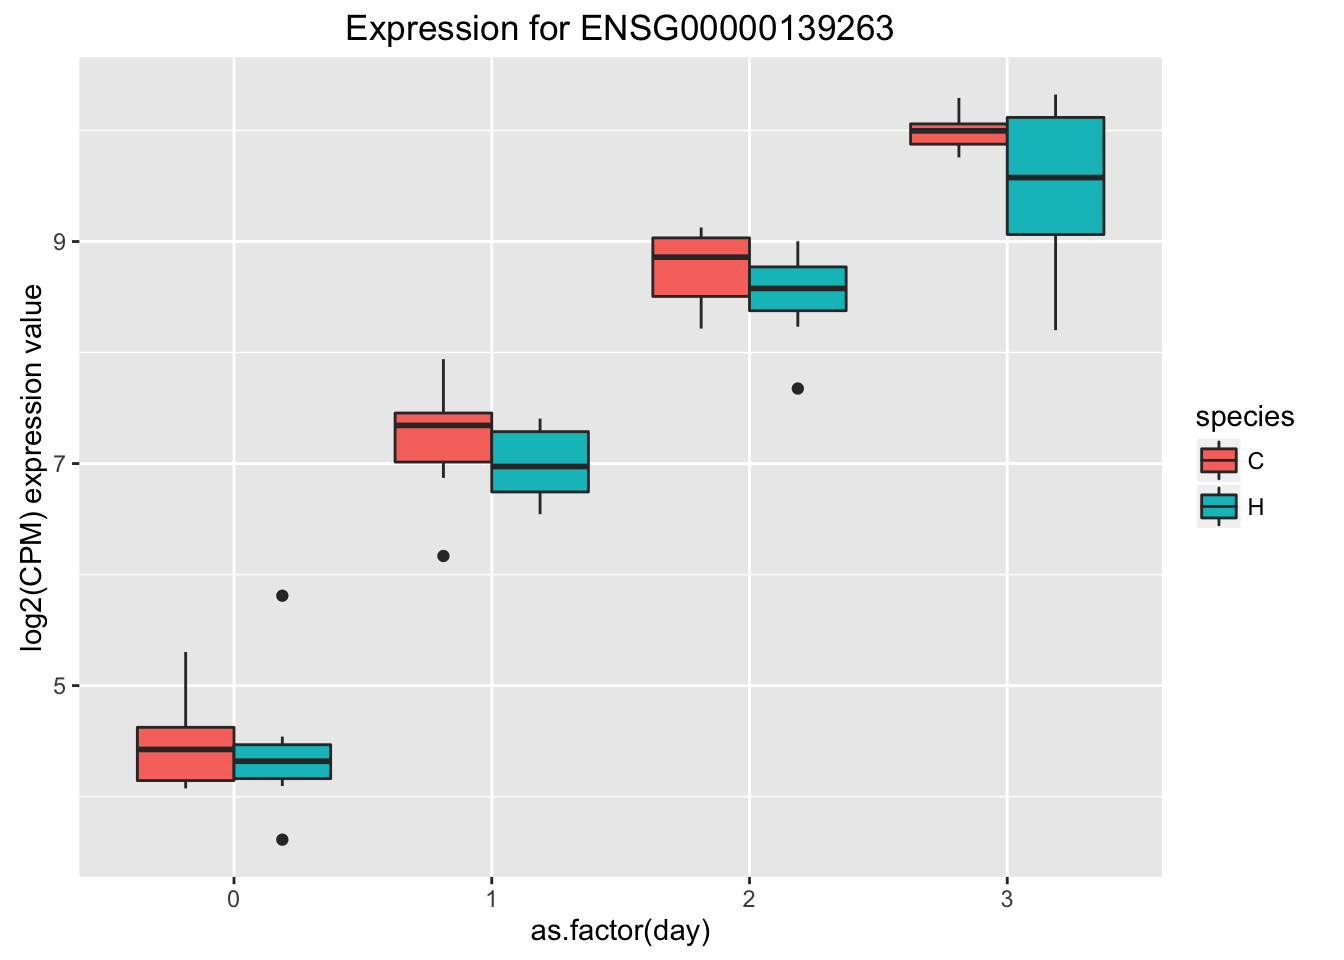 Expression for ENSG00000139263
log2(CPM) expression value
9
7
5
0 1 2 3
as.factor(day)
species
C
H